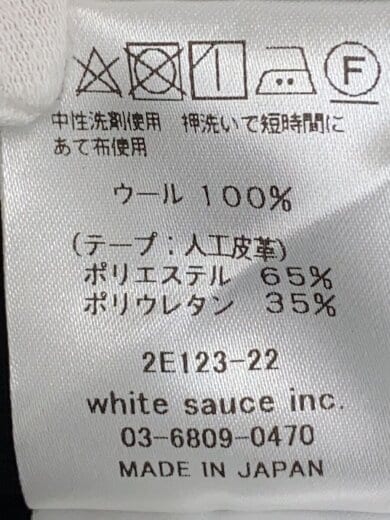 F
中性洗剤使用 押洗いで短時間に
あて布使用
ウール 100%
(テープ:人工皮革)
ポリエステル 65%
ポリウレタン 35%
2E123-22
white sauce inc.
03-6809-0470
MADE IN JAPAN